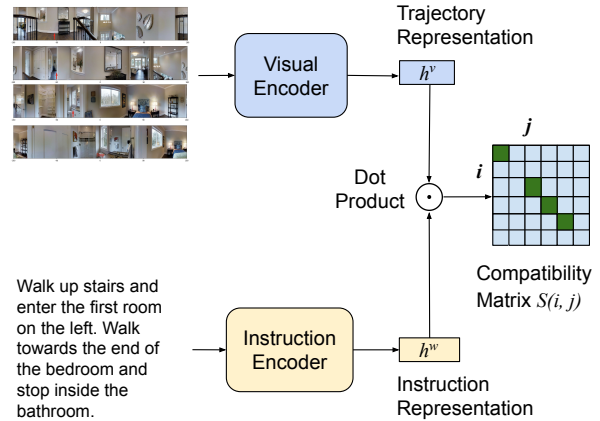 Trajectory
Representation
Visual
Encoder
h^v
j
i
Dot
Product
Compatibility
Matrix S(i, j)
Walk up stairs and
enter the first room
on the left. Walk
towards the end of
the bedroom and
stop inside the
bathroom.
Instruction
Encoder
h^w
Instruction
Representation